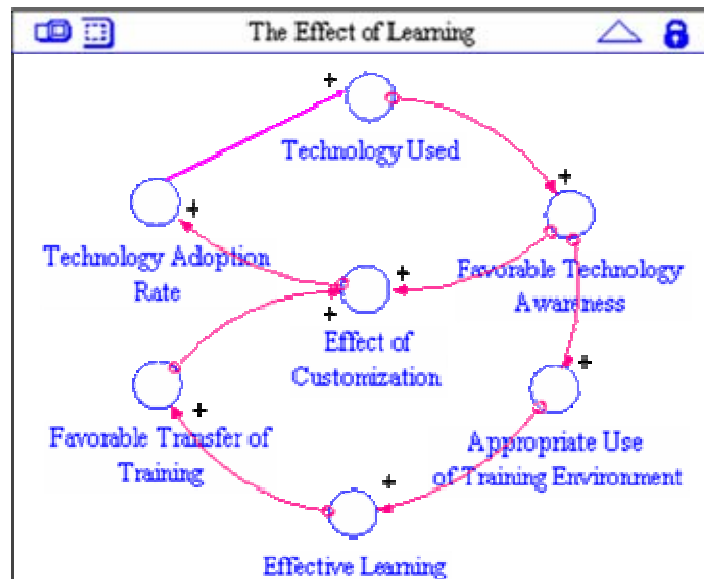 The Effect of Learning
+
Technology Used
+
+
Technology Adoption
Rate
+
Favorable Technology
Awareness
+
Effect of
Customization
+
+
Favorable Transfer of
Training
Appropriate Use
of Training Environment
+
Effective Learning